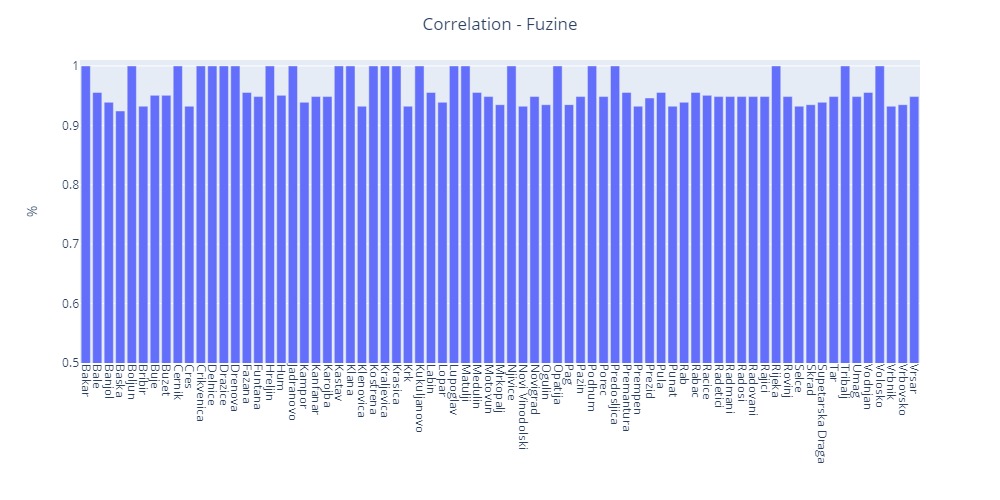 Correlation - Fuzine
%
1
0.9
0.8
0.7
0.6
0.5
Bakar
Bale
Banjol
Baska
Boljun
Bribir
Buje
Buzet
Cernik
Cres
Crikvenica
Delnice
Drazice
Drenova
Fazana
Funtana
Hreljin
Hum
Jadranovo
Kampor
Kanfanar
Karojba
Kastav
Klana
Klenovica
Kostrena
Kraljevica
Krasica
Krk
Kukuljanovo
Labin
Lopar
Lupoglav
Matulji
Medulin
Motovun
Mrkopalj
Njivice
Novi Vinodolski
Novigrad
Ogulin
Opatija
Pag
Pazin
Podhum
Porec
Predosljica
Premantura
Prempen
Prezid
Pula
Punat
Rab
Rabac
Racice
Radetici
Radmani
Radosi
Radovani
Rajici
Rijeka
Rovinj
Selce
Skrad
Supetarska Draga
Tar
Tribalj
Umag
Vodnjan
Volosko
Vrbnik
Vrbovsko
Vrsar